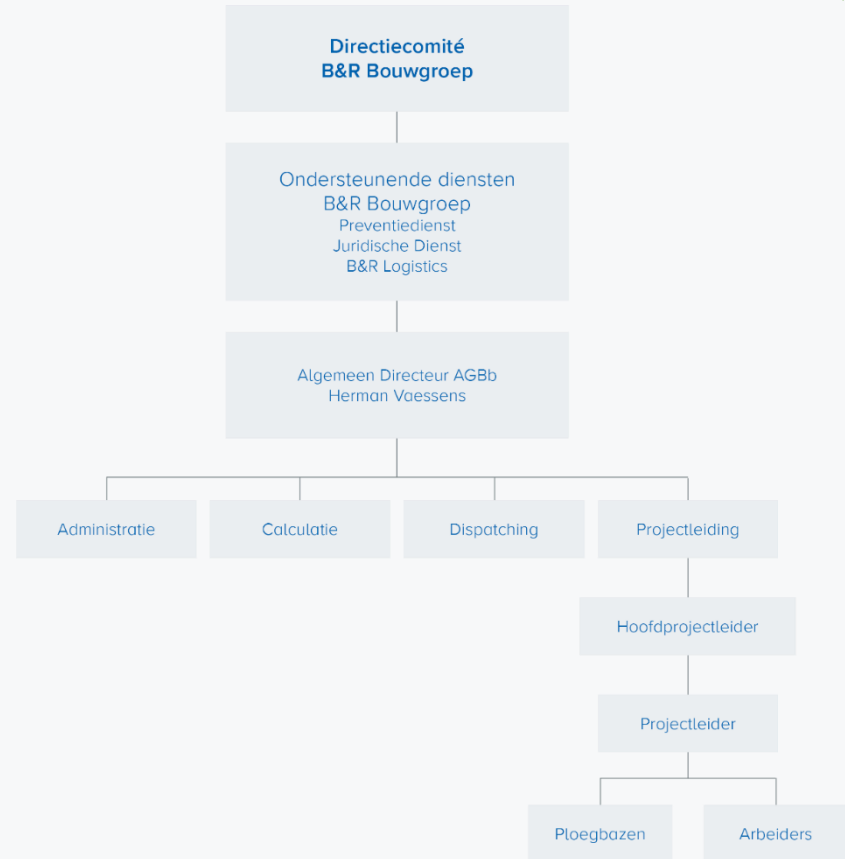 Directiecomité
B&R Bouwgroep
Ondersteunende diensten
B&R Bouwgroep
Preventiedienst
Juridische Dienst
B&R Logistics
Algemeen Directeur AGBb
Herman Vaessens
Administratie
Calculatie
Dispatching
Projectleiding
Hoofdprojectleider
Projectleider
Ploegbazen
Arbeiders